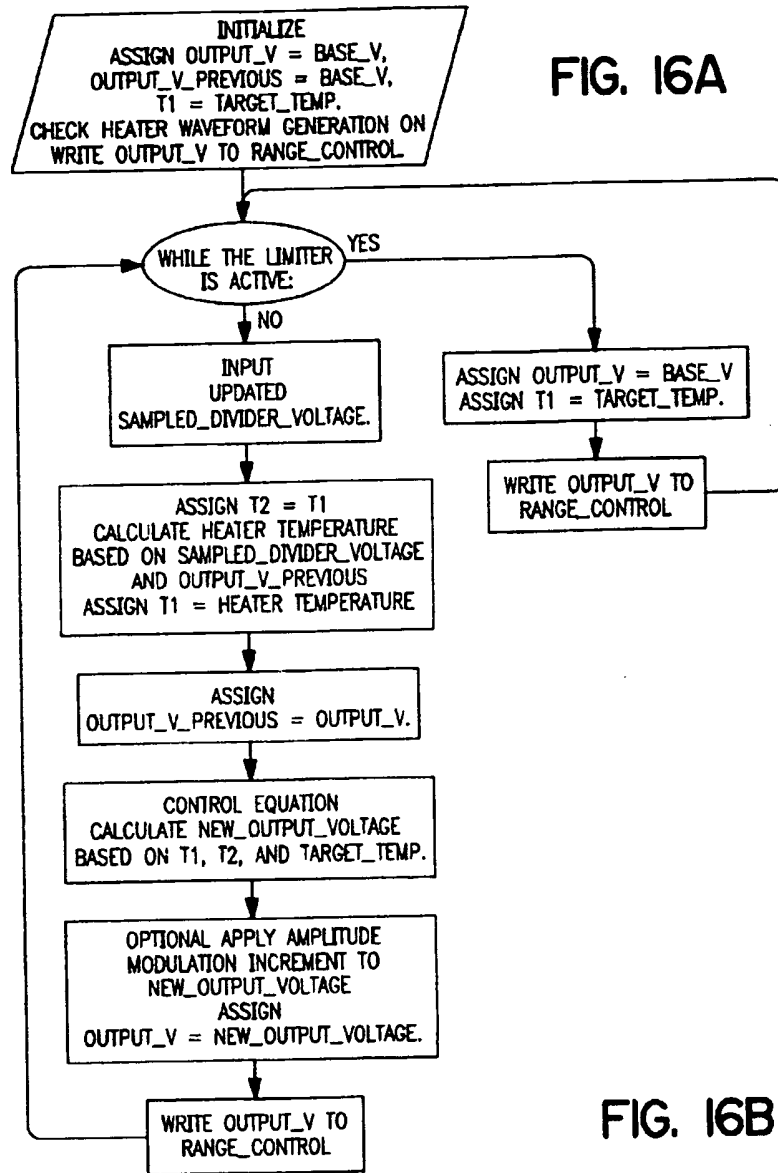 INITIALIZE
ASSIGN OUTPUT_V = BASE_V,
OUTPUT_V_PREVIOUS = BASE_V,
T1 = TARGET_TEMP.
CHECK HEATER WAVEFORM GENERATION ON
WRITE OUTPUT_V TO RANGE_CONTROL
FIG. 16A
WHILE THE LIMITER
IS ACTIVE:
YES
NO
INPUT
UPDATED
SAMPLED_DIVIDER_VOLTAGE.
ASSIGN OUTPUT_V = BASE_V
ASSIGN T1 = TARGET_TEMP.
WRITE OUTPUT_V TO
RANGE_CONTROL
ASSIGN T2 = T1
CALCULATE HEATER TEMPERATURE
BASED ON SAMPLED_DIVIDER_VOLTAGE
AND OUTPUT_V_PREVIOUS
ASSIGN T1 = HEATER TEMPERATURE
ASSIGN
OUTPUT_V_PREVIOUS = OUTPUT_V.
CONTROL EQUATION
CALCULATE NEW_OUTPUT_VOLTAGE
BASED ON T1, T2, AND TARGET_TEMP.
OPTIONAL APPLY AMPLITUDE
MODULATION INCREMENT TO
NEW_OUTPUT_VOLTAGE
ASSIGN
OUTPUT_V = NEW_OUTPUT_VOLTAGE.
WRITE OUTPUT_V TO
RANGE_CONTROL
FIG. 16B